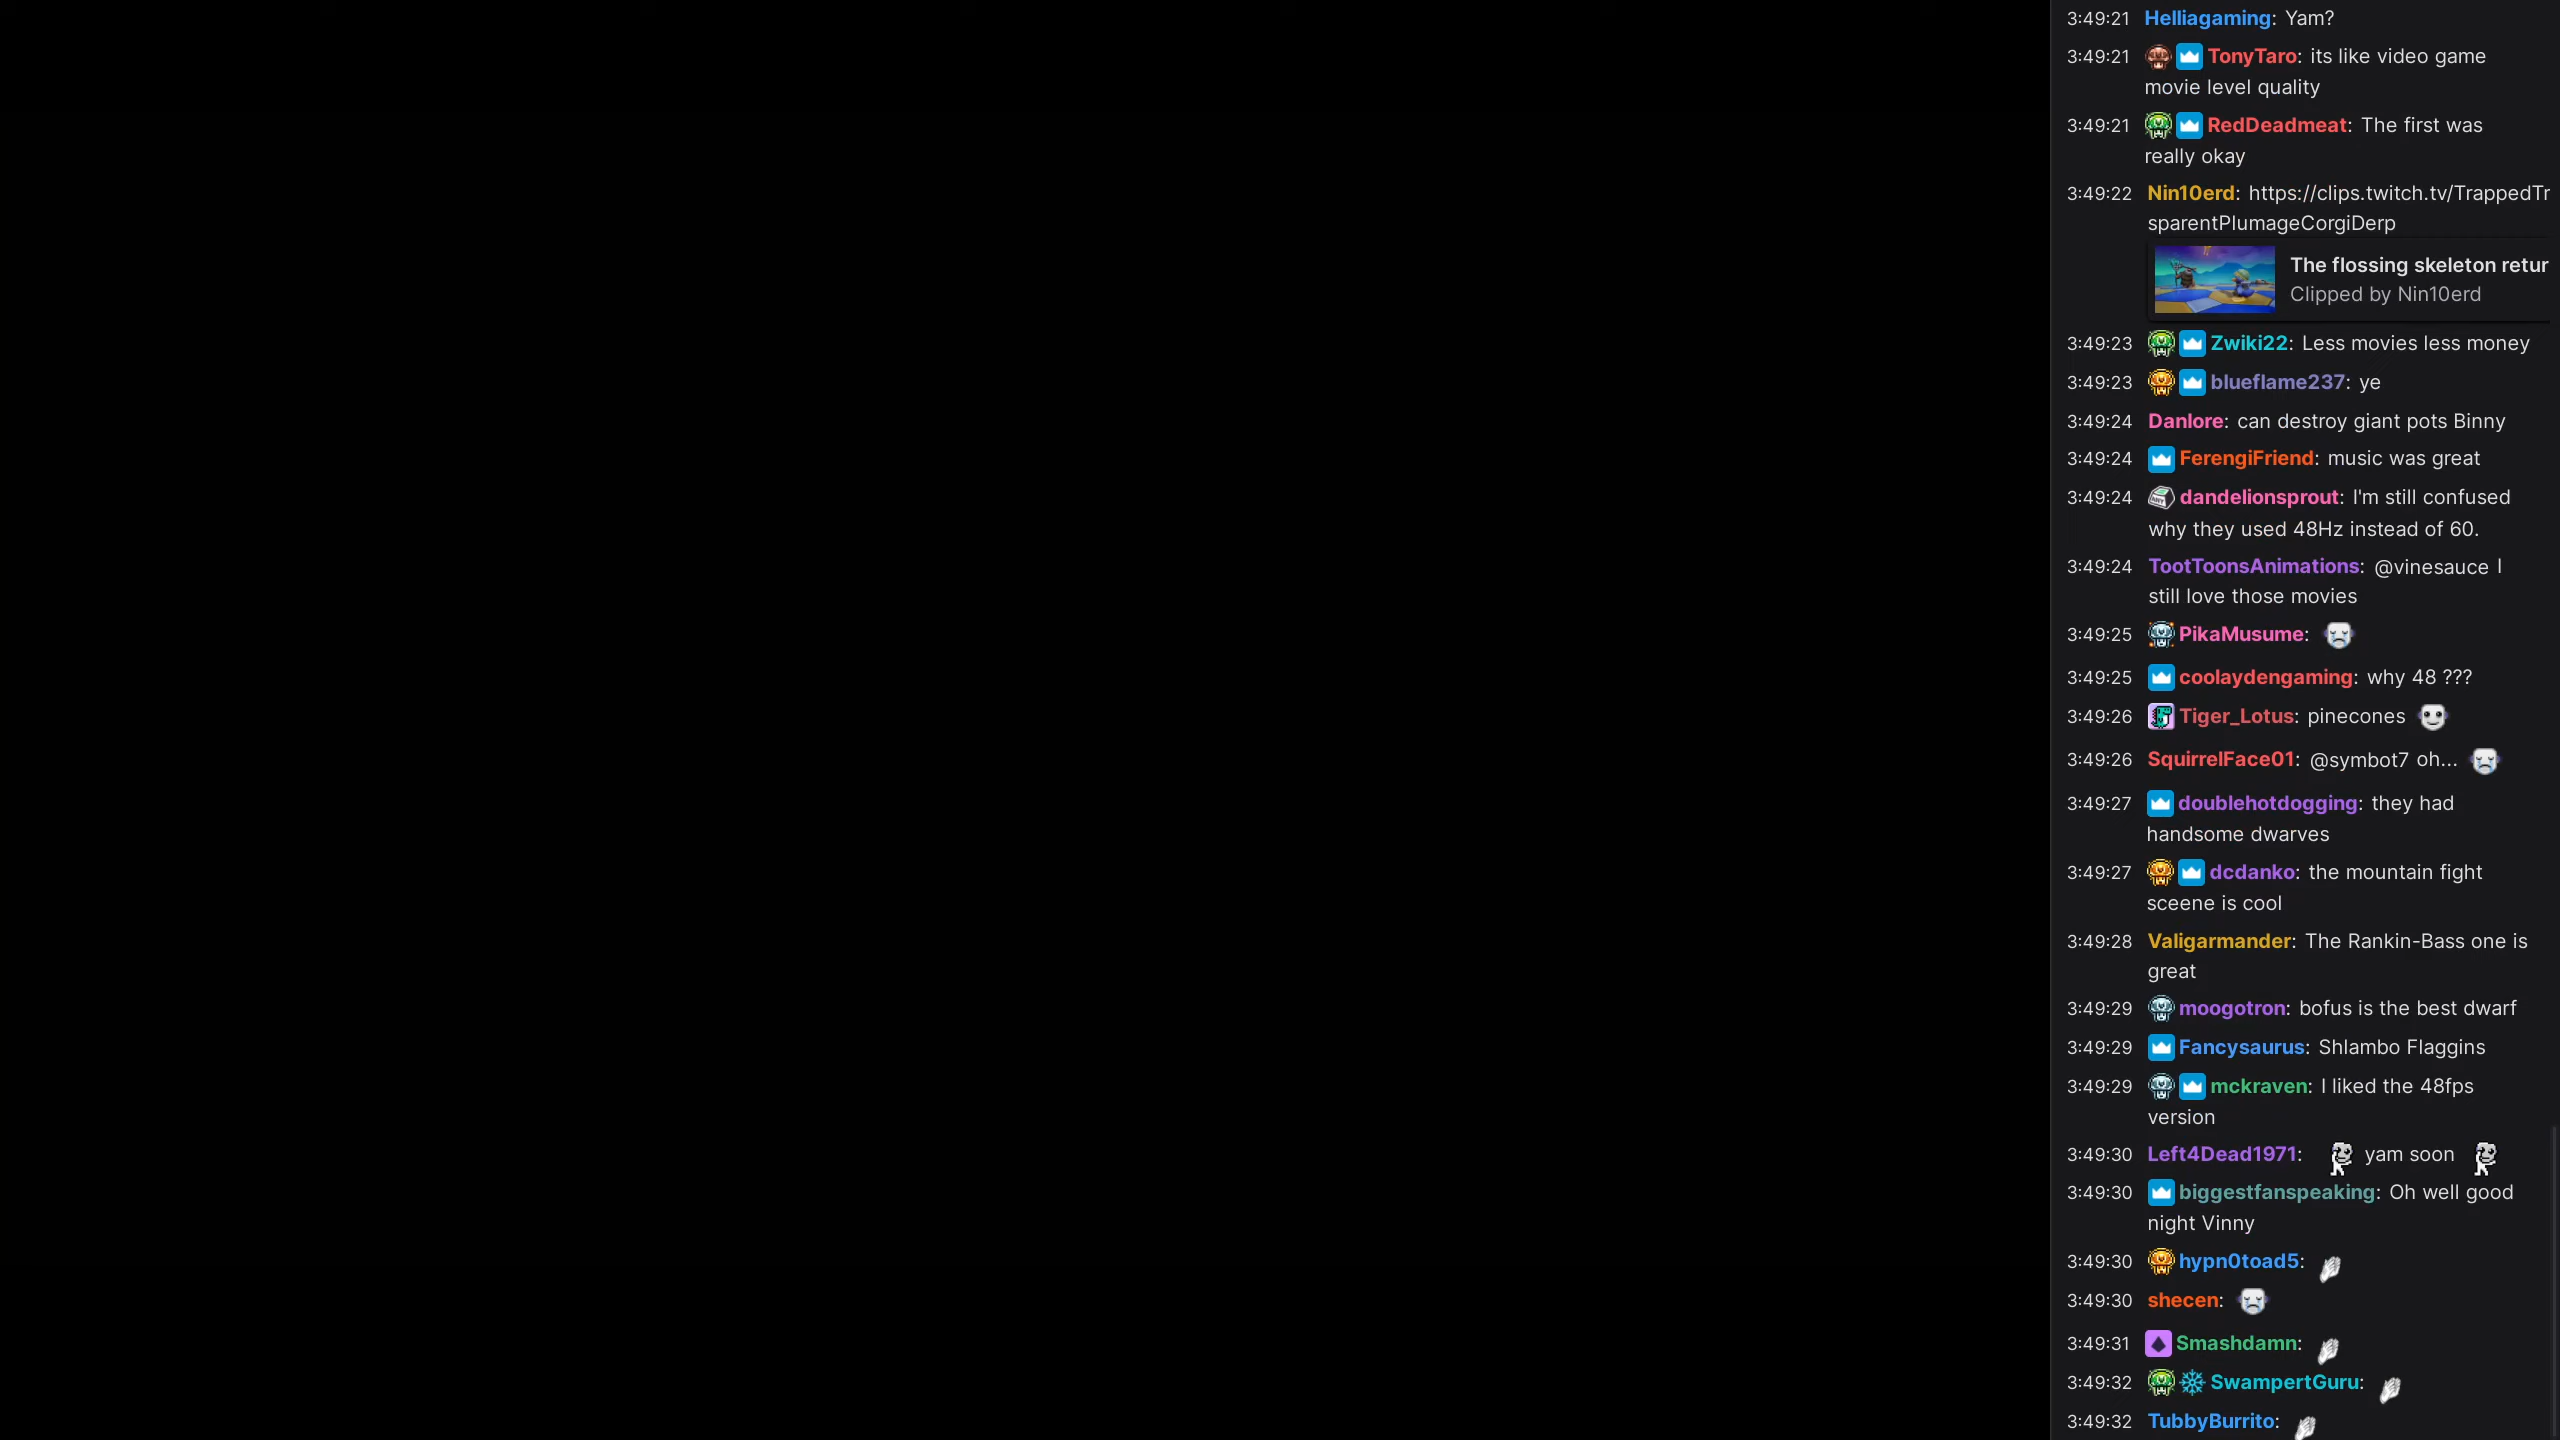 3:49:21 Helliagaming: Yam?
3:49:21 TonyTaro: its like video game
movie level quality
3:49:21 RedDeadmeat: The first was
really okay
3:49:22 Nin10erd: https://clips.twitch.tv/TrappedTr
sparentPlumageCorgiDerp
The flossing skeleton retur
Clipped by Nin10erd
3:49:23 Zwiki22: Less movies less money
3:49:23 blueflame237: ye
3:49:24 Danlore: can destroy giant pots Binny
3:49:24 FerengiFriend: music was great
3:49:24 dandelionsprout: I'm still confused
why they used 48Hz instead of 60.
3:49:24 TootToonsAnimations: @vinesauce I
still love those movies
3:49:25 PikaMusume:
3:49:25 coolaydengaming: why 48 ???
3:49:26 Tiger_Lotus: pinecones
3:49:26 SquirrelFace01: @symbot7 oh...
3:49:27 doublehotdogging: they had
handsome dwarves
3:49:27 dcdanko: the mountain fight
sceene is cool
3:49:28 Valigarmander: The Rankin-Bass one is
great
3:49:29 moogotron: bofus is the best dwarf
3:49:29 Fancysaurus: Shlambo Flaggins
3:49:29 mckraven: I liked the 48fps
version
3:49:30 Left4Dead1971: yam soon
3:49:30 biggestfanspeaking: Oh well good
night Vinny
3:49:30 hypn0toad5:
3:49:30 shecen:
3:49:31 Smashdamn:
3:49:32 SwampertGuru:
3:49:32 TubbyBurrito: